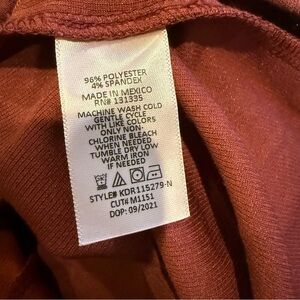 96% POLYESTER
4% SPANDEX
MADE IN MEXICO
RN# 131335
MACHINE WASH COLD
GENTLE CYCLE
WITH LIKE COLORS
ONLY NON
CHLORINE BLEACH
WHEN NEEDED
TUMBLE DRY LOW
WARM IRON
IF NEEDED
STYLE# KDR115279-N
CUT# M1151
DOP: 09/2021